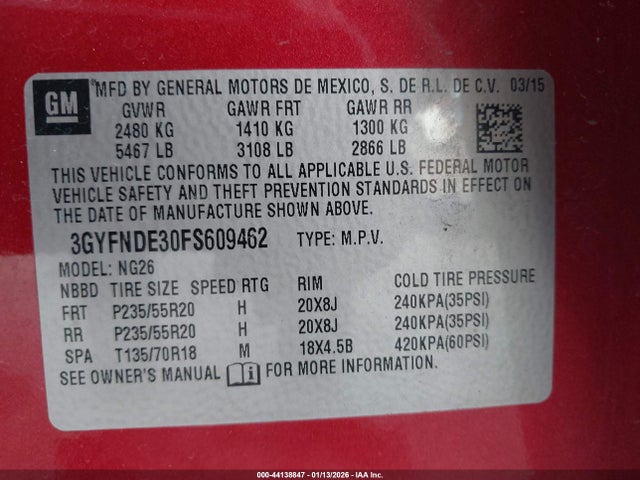 GM
®MFD BY GENERAL MOTORS DE MEXICO, S. DE R.L. DE C.V. 03/15
GVWR GAWR FRT GAWR RR
2480 KG 1410 KG 1300 KG
5467 LB 3108 LB 2866 LB
THIS VEHICLE CONFORMS TO ALL APPLICABLE U.S. FEDERAL MOTOR
VEHICLE SAFETY AND THEFT PREVENTION STANDARDS IN EFFECT ON
THE DATE OF MANUFACTURE SHOWN ABOVE.
3GYFNDE30FS609462 TYPE: M.P.V.
MODEL: NG26
NBBD TIRE SIZE SPEED RTG RIM COLD TIRE PRESSURE
FRT P235/55R20 H 20X8J 240KPA(35PSI)
RR P235/55R20 H 20X8J 240KPA(35PSI)
SPA T135/70R18 M 18X4.5B 420KPA(60PSI)
SEE OWNER'S MANUAL FOR MORE INFORMATION.
000-44138847 - 01/13/2026 - IAA Inc.